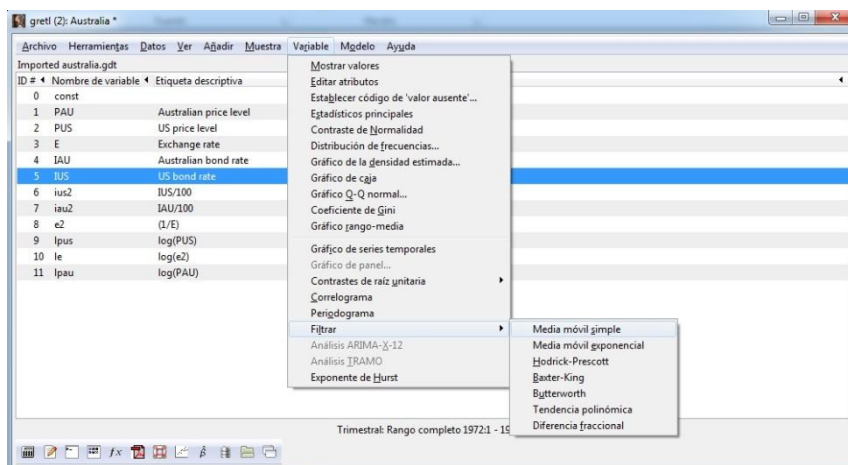 gretl (2): Australia *
Archivo Herramientas Datos Ver Añadir Muestra Variable Modelo Ayuda
Imported australia.gdt
ID # Nombre de variable Etiqueta descriptiva
0 const
1 PAU Australian price level
2 PUS US price level
3 E Exchange rate
4 IAU Australian bond rate
5 IUS US bond rate
6 ius2 IUS/100
7 iau2 IAU/100
8 e2 (1/E)
9 lpus log(PUS)
10 le log(e2)
11 lpau log(PAU)
Mostrar valores
Editar atributos
Establecer código de 'valor ausente'...
Estadísticos principales
Contraste de Normalidad
Distribución de frecuencias...
Gráfico de la densidad estimada...
Gráfico de caja
Gráfico Q-Q normal...
Coeficiente de Gini
Gráfico rango-media
Gráfico de series temporales
Gráfico de panel...
Contrastes de raíz unitaria
Correlograma
Periodograma
Filtrar
Análisis ARIMA-X-12
Análisis TRAMO
Exponente de Hurst
Media móvil simple
Media móvil exponencial
Hodrick-Prescott
Baxter-King
Butterworth
Tendencia polinómica
Diferencia fraccional
Trimestral: Rango completo 1972:1 - 19
fx β̂